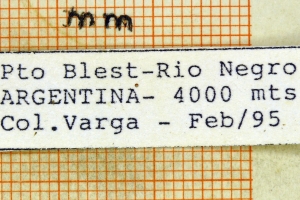 mm
Pto Blest-Rio Negro
ARGENTINA- 4000 mts
Col.Varga - Feb/95